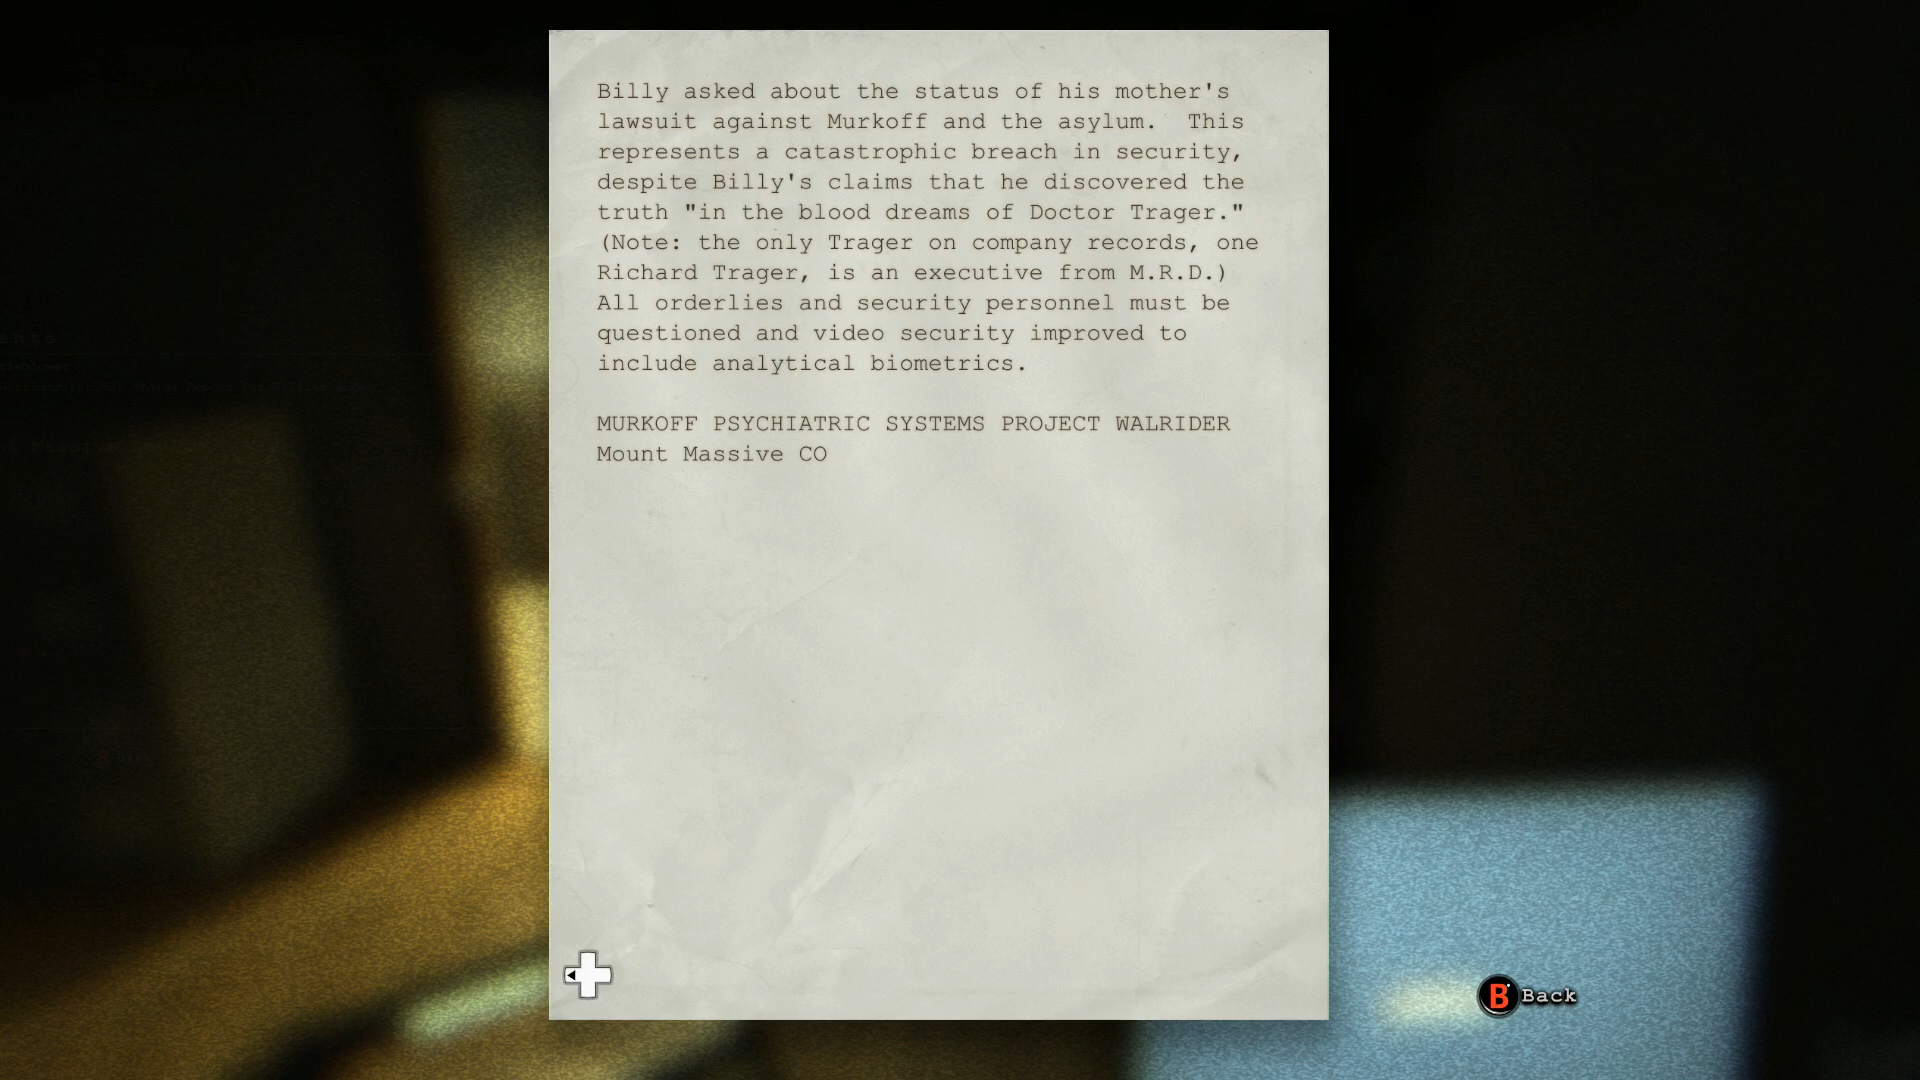 Billy asked about the status of his mother's
lawsuit against Murkoff and the asylum.  This
represents a catastrophic breach in security,
despite Billy's claims that he discovered the
truth "in the blood dreams of Doctor Trager."
(Note: the only Trager on company records, one
Richard Trager, is an executive from M.R.D.)
All orderlies and security personnel must be
questioned and video security improved to
include analytical biometrics.
MURKOFF PSYCHIATRIC SYSTEMS PROJECT WALRIDER
Mount Massive CO
B Back